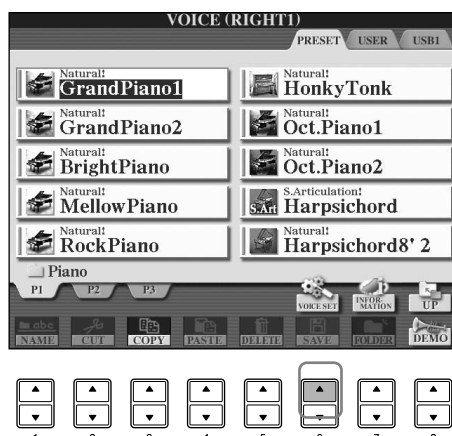 VOICE (RIGHT1)
PRESET USER USB1
Natural!
GrandPiano1
Natural!
HonkyTonk
Natural!
GrandPiano2
Natural!
Oct.Piano1
Natural!
BrightPiano
Natural!
Oct.Piano2
Natural!
MellowPiano
S.Articulation!
S.Art Harpsichord
Natural!
RockPiano
Natural!
Harpsichord8' 2
Piano
P1 P2 P3
VOICE SET INFOR-MATION UP
abc
NAME CUT COPY PASTE DELETE SAVE FOLDER DEMO